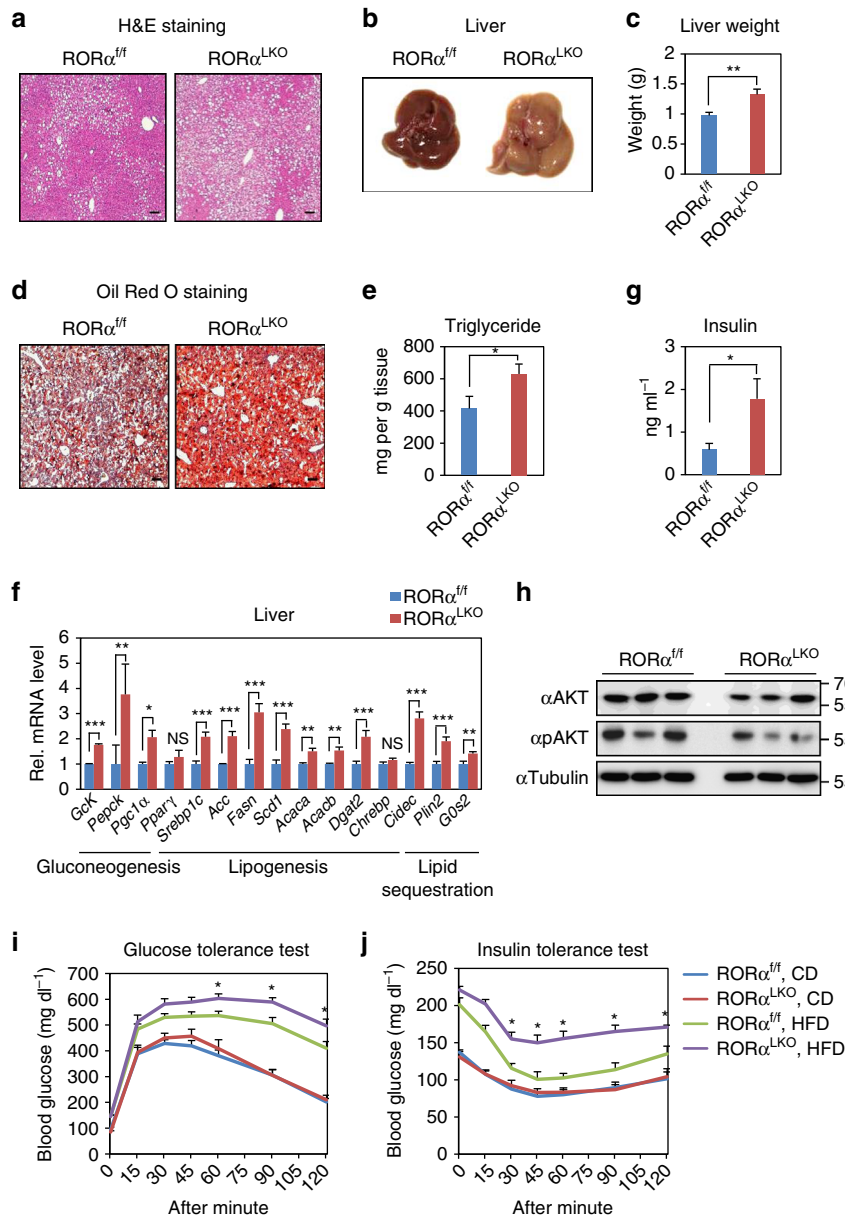 a
H&E staining
RORα^f/f RORα^LKO
b
Liver
RORα^f/f RORα^LKO
c
Liver weight
Weight (g)
2
1.5
1
0.5
0
**
RORα^f/f
RORα^LKO
d
Oil Red O staining
RORα^f/f RORα^LKO
e
Triglyceride
mg per g tissue
800
600
400
200
0
*
RORα^f/f
RORα^LKO
g
Insulin
ng ml⁻¹
3
2
1
0
*
RORα^f/f
RORα^LKO
f
Liver
RORα^f/f
RORα^LKO
Rel. mRNA level
6
5
4
3
2
1
0
*** ** * NS *** *** *** *** ** ** *** NS *** *** **
GcK Pepck Pgc1α Pparγ Srebp1c Acc Fasn Scd1 Acaca Acacb Dgat2 Chrebp Cidec Plin2 G0s2
Gluconeogenesis Lipogenesis Lipid
sequestration
h
RORα^f/f RORα^LKO
αAKT
αpAKT
αTubulin
i
Glucose tolerance test
Blood glucose (mg dl⁻¹)
700
600
500
400
300
200
100
0
* * *
0 15 30 45 60 75 90 105 120
After minute
j
Insulin tolerance test
Blood glucose (mg dl⁻¹)
250
200
150
100
50
0
* * * * *
0 15 30 45 60 75 90 105 120
After minute
RORα^f/f, CD
RORα^LKO, CD
RORα^f/f, HFD
RORα^LKO, HFD